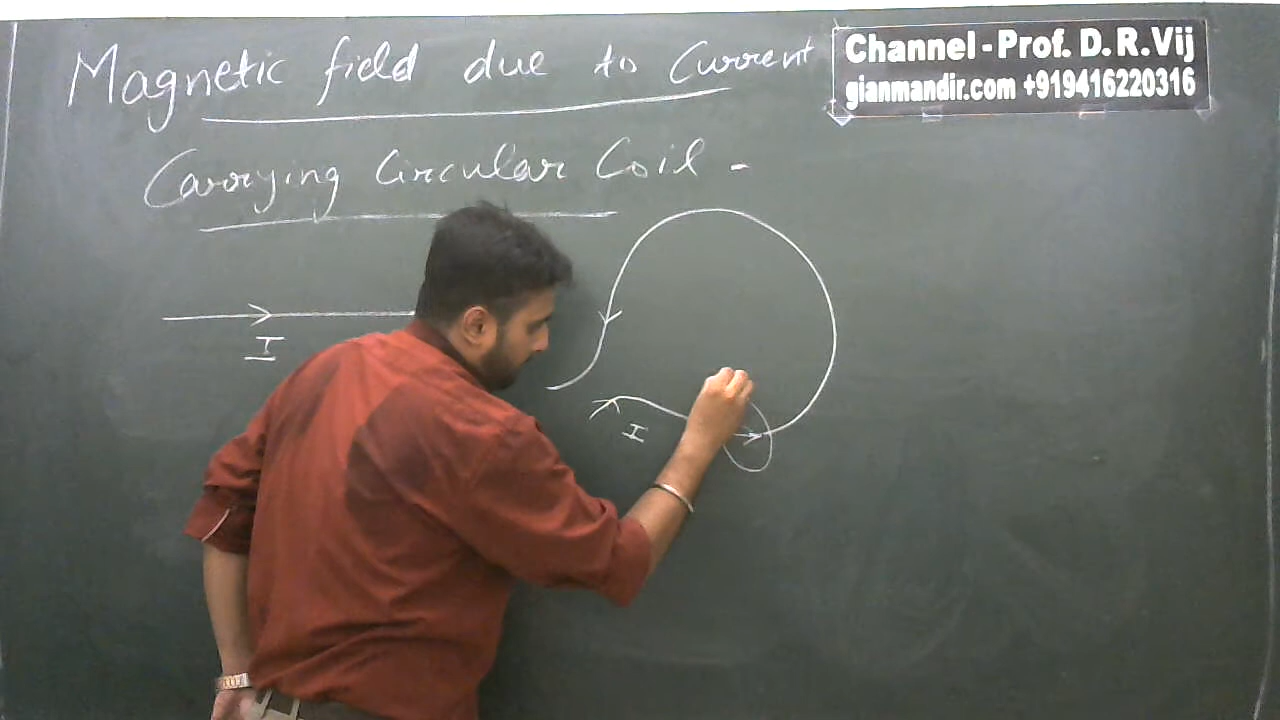 Magnetic field due to Current
Channel - Prof. D. R. Vij
gianmandir.com +919416220316
Carrying Circular Coil -
I
I